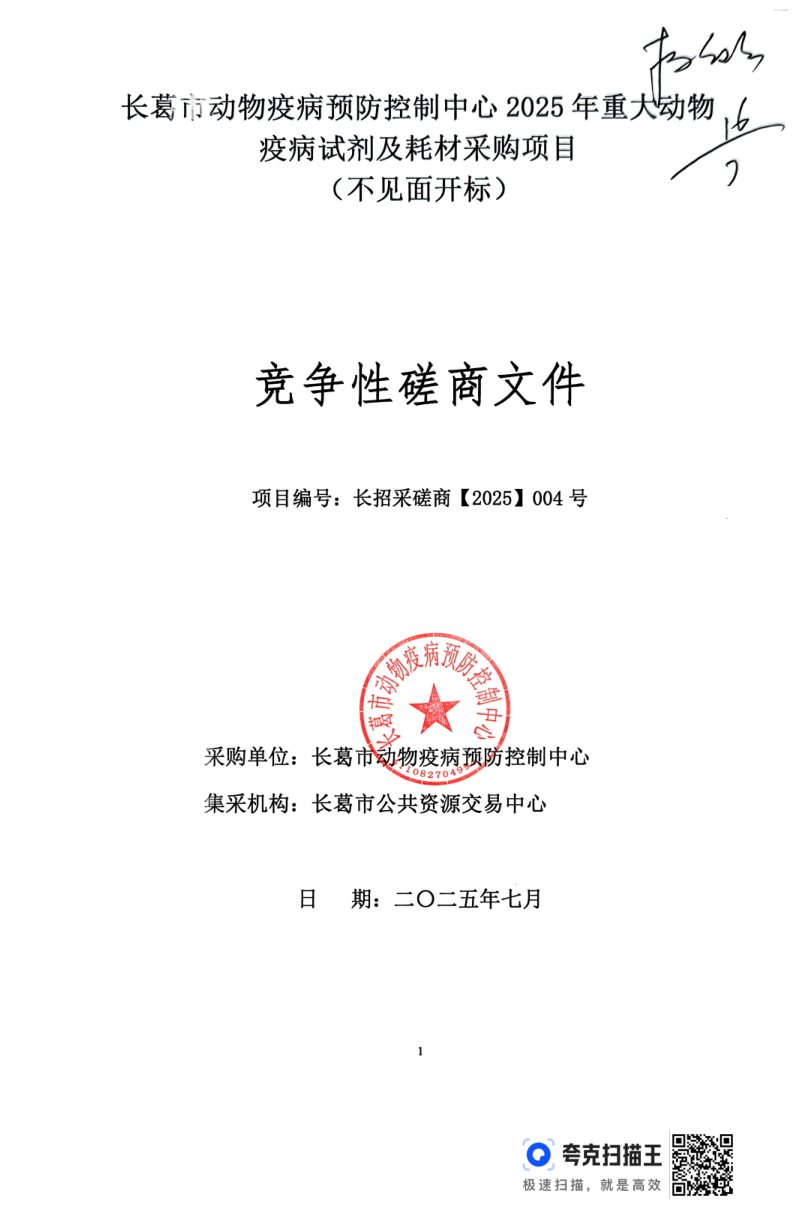 长葛市动物疫病预防控制中心 2025 年重大动物
疫病试剂及耗材采购项目
（不见面开标）
16
7
竞争性磋商文件
项目编号：长招采磋商【2025】004 号
长葛市动物疫病预防控制中心
采购单位：长葛市动物疫病预防控制中心
集采机构：长葛市公共资源交易中心
日 期：二〇二五年七月
1
夸克扫描王
极速扫描，就是高效